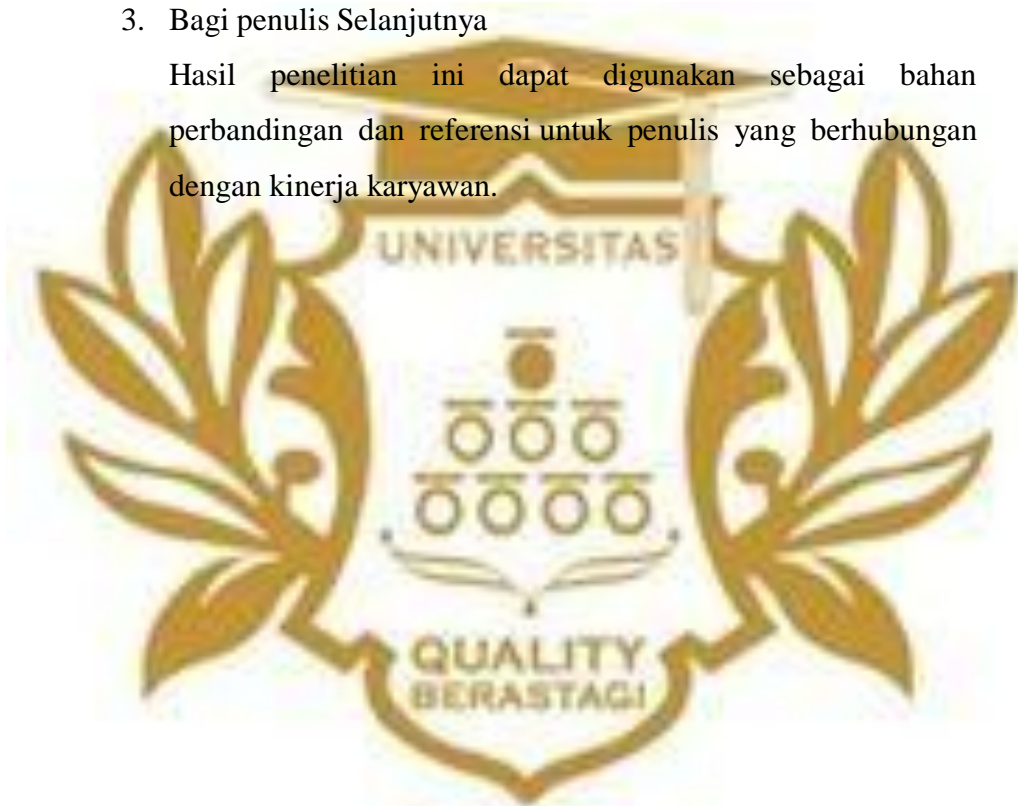 3. Bagi penulis Selanjutnya
Hasil penelitian ini dapat digunakan sebagai bahan
perbandingan dan referensi untuk penulis yang berhubungan
dengan kinerja karyawan.
UNIVERSITAS
QUALITY
BERASTAGI